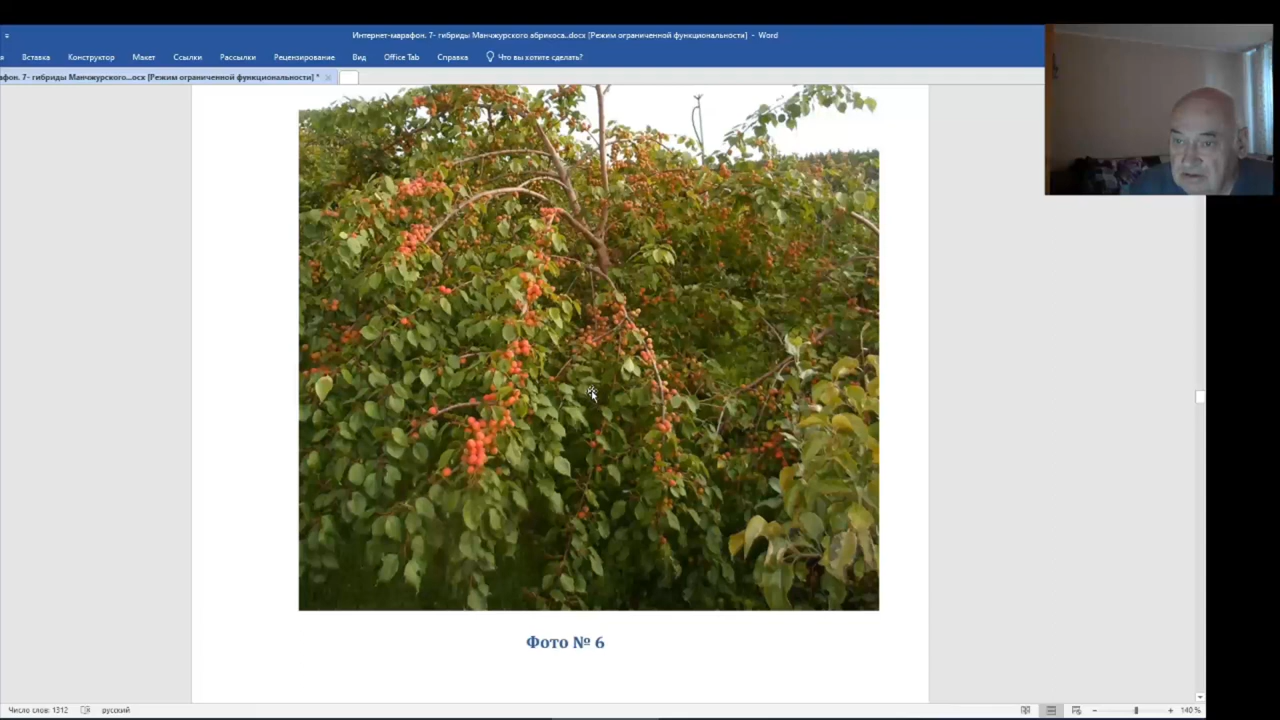 Интернет-марафон. 7- гибриды Манчжурского абрикоса..docx [Режим ограниченной функциональности] - Word
Вставка Конструктор Макет Ссылки Рассылки Рецензирование Вид Office Tab Справка Что вы хотите сделать?
афон. 7- гибриды Манчжурского...ocx [Режим ограниченной функциональности] *
Фото № 6
Число слов: 1312 русский 140 %